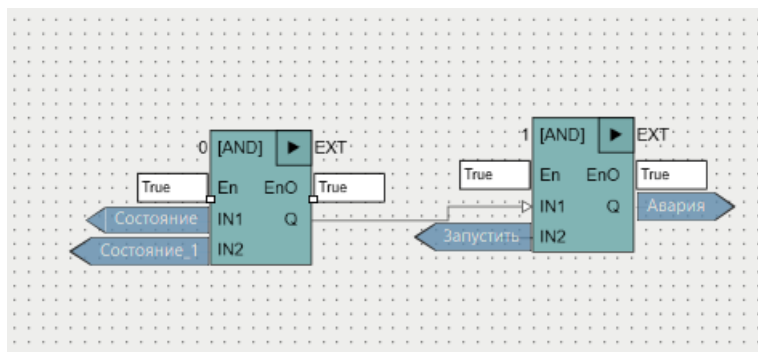 0 [AND] EXT
True En EnO True
Состояние IN1 Q
Состояние_1 IN2
1 [AND] EXT
True En EnO True
IN1 Q Авария
Запустить IN2